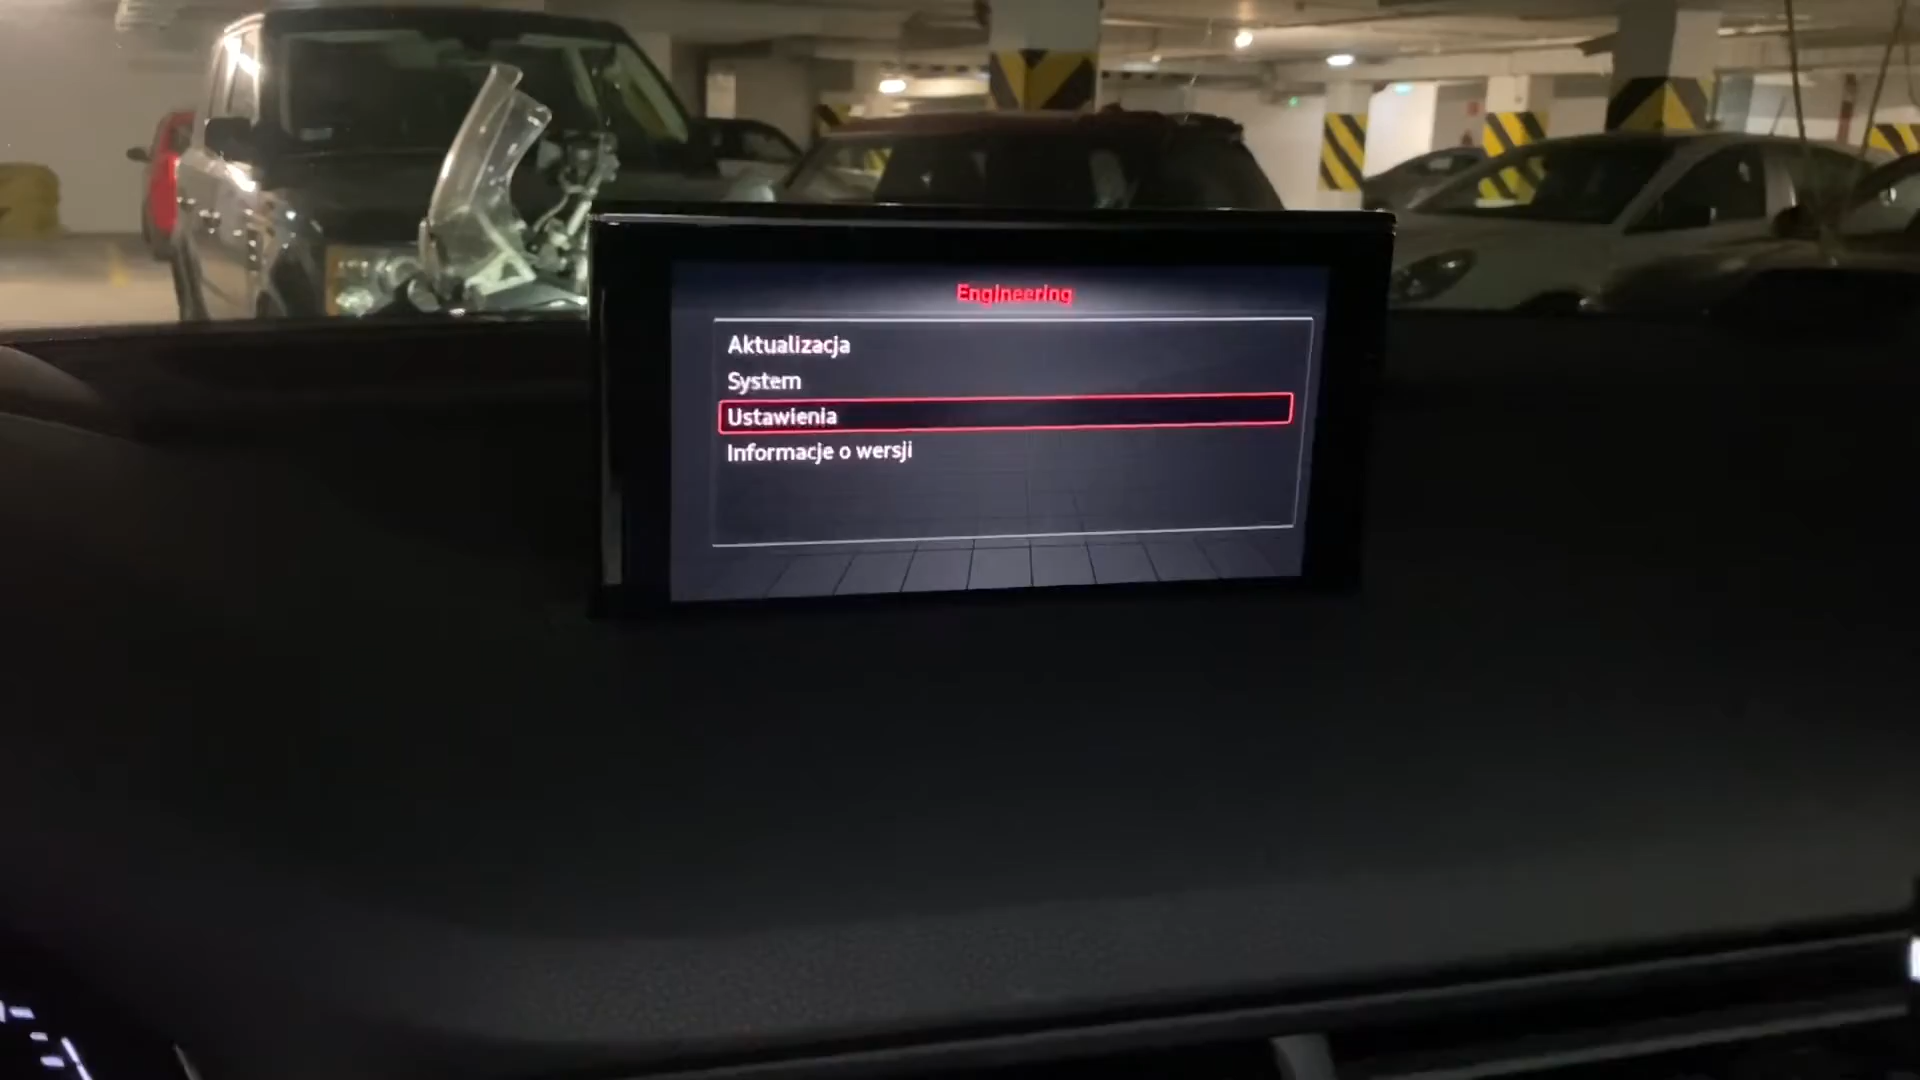 Engineering
Aktualizacja
System
Ustawienia
Informacje o wersji